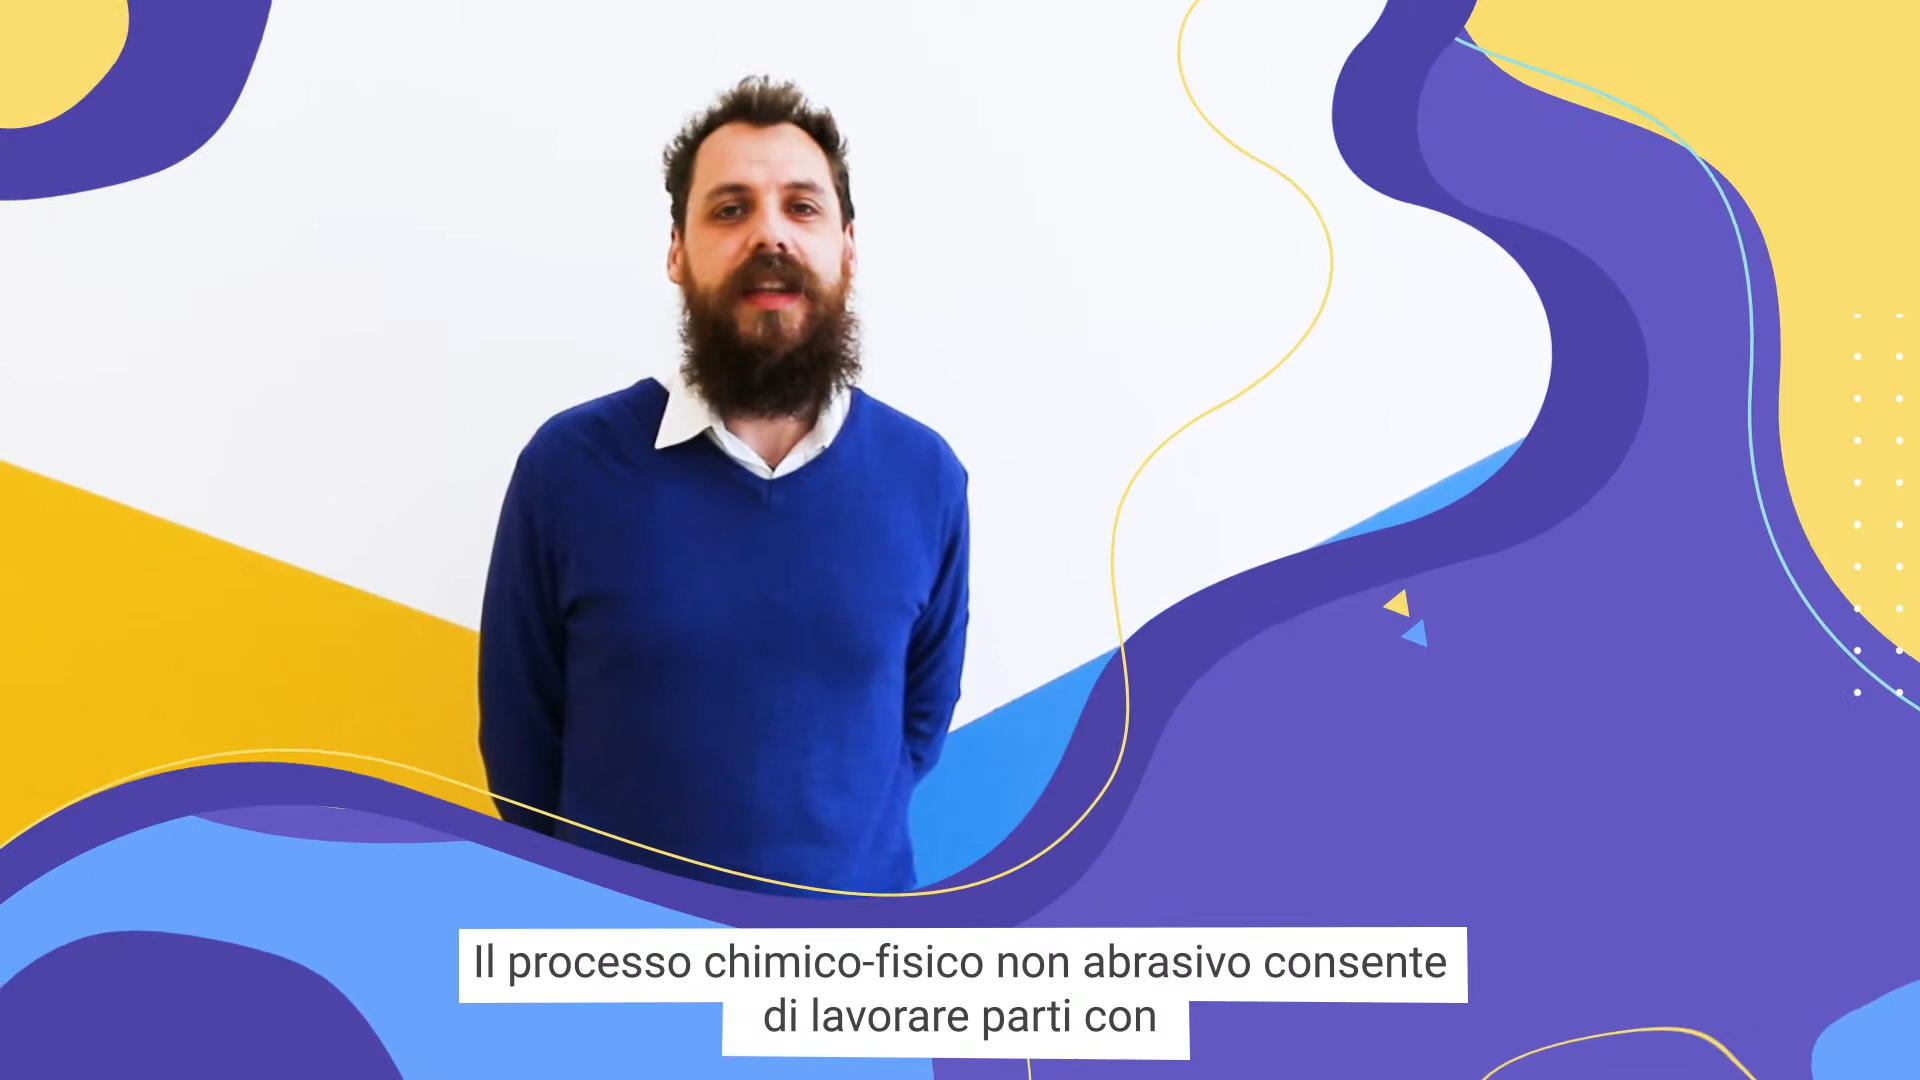 Il processo chimico-fisico non abrasivo consente
di lavorare parti con